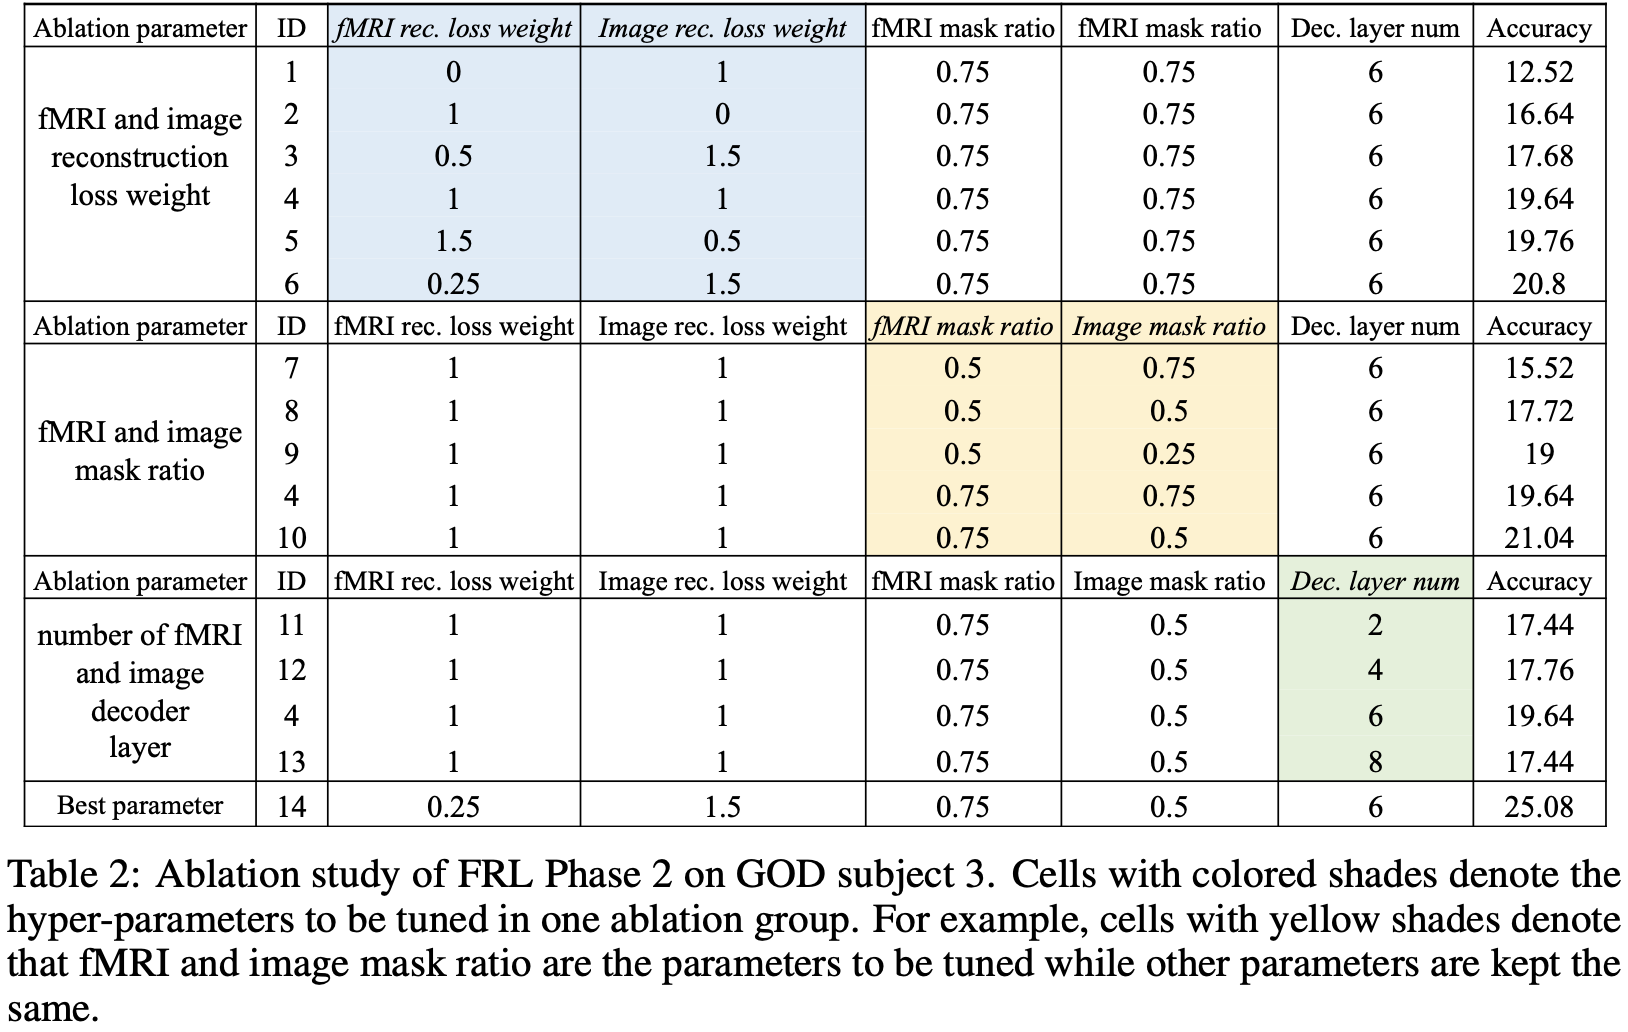 Ablation parameter ID fMRI rec. loss weight Image rec. loss weight fMRI mask ratio fMRI mask ratio Dec. layer num Accuracy
fMRI and image reconstruction loss weight
1 0 1 0.75 0.75 6 12.52
2 1 0 0.75 0.75 6 16.64
3 0.5 1.5 0.75 0.75 6 17.68
4 1 1 0.75 0.75 6 19.64
5 1.5 0.5 0.75 0.75 6 19.76
6 0.25 1.5 0.75 0.75 6 20.8
Ablation parameter ID fMRI rec. loss weight Image rec. loss weight fMRI mask ratio Image mask ratio Dec. layer num Accuracy
fMRI and image mask ratio
7 1 1 0.5 0.75 6 15.52
8 1 1 0.5 0.5 6 17.72
9 1 1 0.5 0.25 6 19
4 1 1 0.75 0.75 6 19.64
10 1 1 0.75 0.5 6 21.04
Ablation parameter ID fMRI rec. loss weight Image rec. loss weight fMRI mask ratio Image mask ratio Dec. layer num Accuracy
number of fMRI and image decoder layer
11 1 1 0.75 0.5 2 17.44
12 1 1 0.75 0.5 4 17.76
4 1 1 0.75 0.5 6 19.64
13 1 1 0.75 0.5 8 17.44
Best parameter 14 0.25 1.5 0.75 0.5 6 25.08
Table 2: Ablation study of FRL Phase 2 on GOD subject 3. Cells with colored shades denote the
hyper-parameters to be tuned in one ablation group. For example, cells with yellow shades denote
that fMRI and image mask ratio are the parameters to be tuned while other parameters are kept the
same.